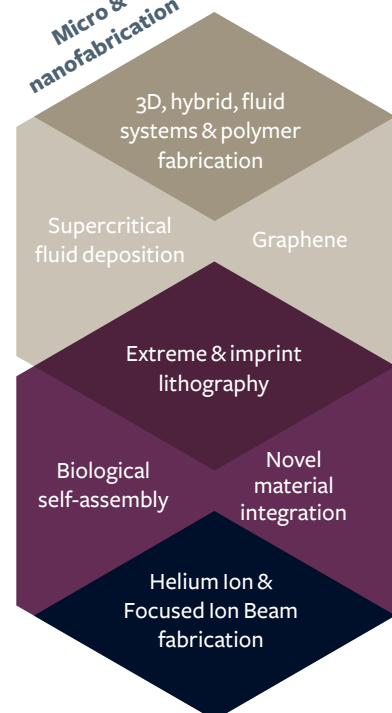 Micro &
nanofabrication
3D, hybrid, fluid
systems & polymer
fabrication
Supercritical
fluid deposition
Graphene
Extreme & imprint
lithography
Biological
self-assembly
Novel
material
integration
Helium Ion &
Focused Ion Beam
fabrication